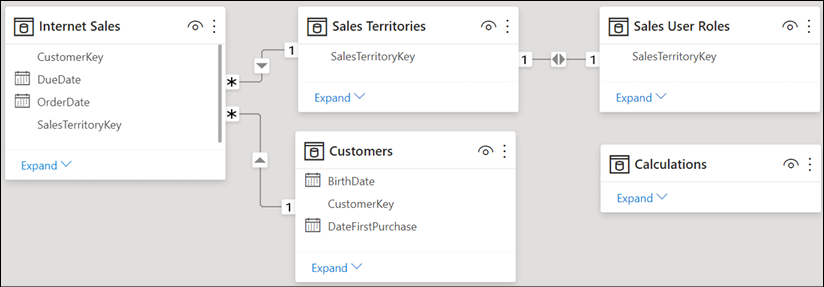 Internet Sales
CustomerKey
DueDate
OrderDate
SalesTerritoryKey
Expand
*
*
Sales Territories
SalesTerritoryKey
Expand
1
1
1
Sales User Roles
SalesTerritoryKey
Expand
Customers
BirthDate
CustomerKey
DateFirstPurchase
Expand
1
Calculations
Expand